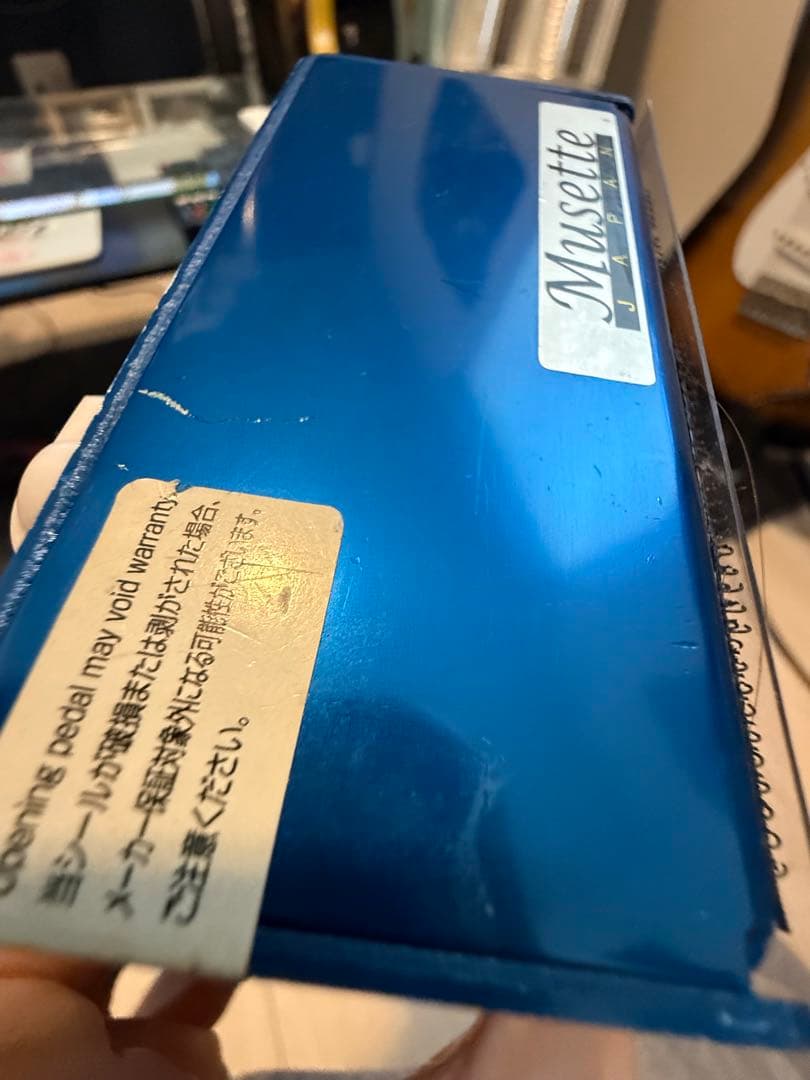 Musette
JAPAN
Opening pedal may void warranty.
当シールが破損または剥がされた場合、
メーカー保証対象外になる可能性がございます。
ご注意ください。